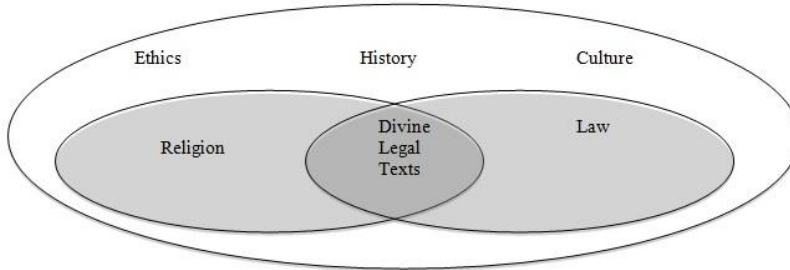 Ethics History Culture
Religion
Divine
Legal
Texts
Law